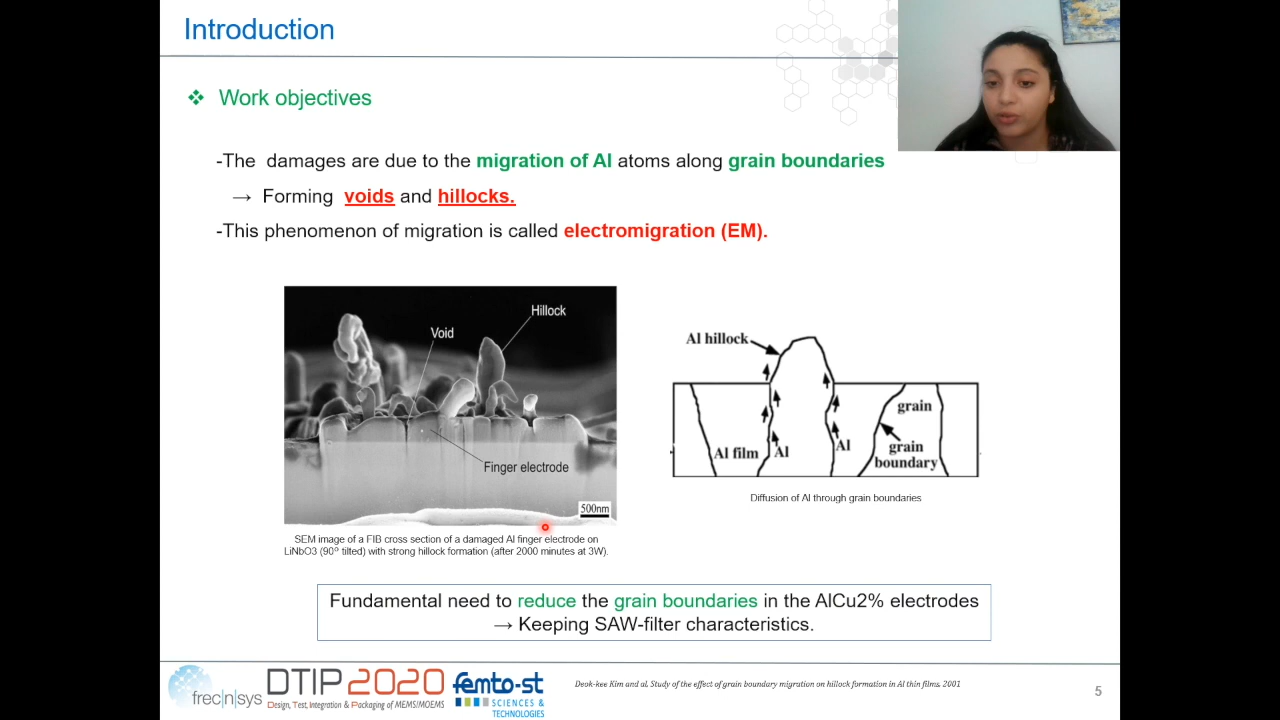 Introduction
❖ Work objectives
-The damages are due to the migration of Al atoms along grain boundaries
→ Forming voids and hillocks.
-This phenomenon of migration is called electromigration (EM).
Hillock
Void
Finger electrode
500nm
SEM image of a FIB cross section of a damaged Al finger electrode on
LiNbO3 (90º tilted) with strong hillock formation (after 2000 minutes at 3W).
Al hillock
grain
Al film
Al
Al
grain
boundary
Diffusion of Al through grain boundaries
Fundamental need to reduce the grain boundaries in the AlCu2% electrodes
→ Keeping SAW-filter characteristics.
frec|n|sys
DTIP 2020
Design, Test, Integration & Packaging of MEMS/MOEMS
femto-st
SCIENCES &
TECHNOLOGIES
Deok-kee Kim and al, Study of the effect of grain boundary migration on hillock formation in Al thin films, 2001
5